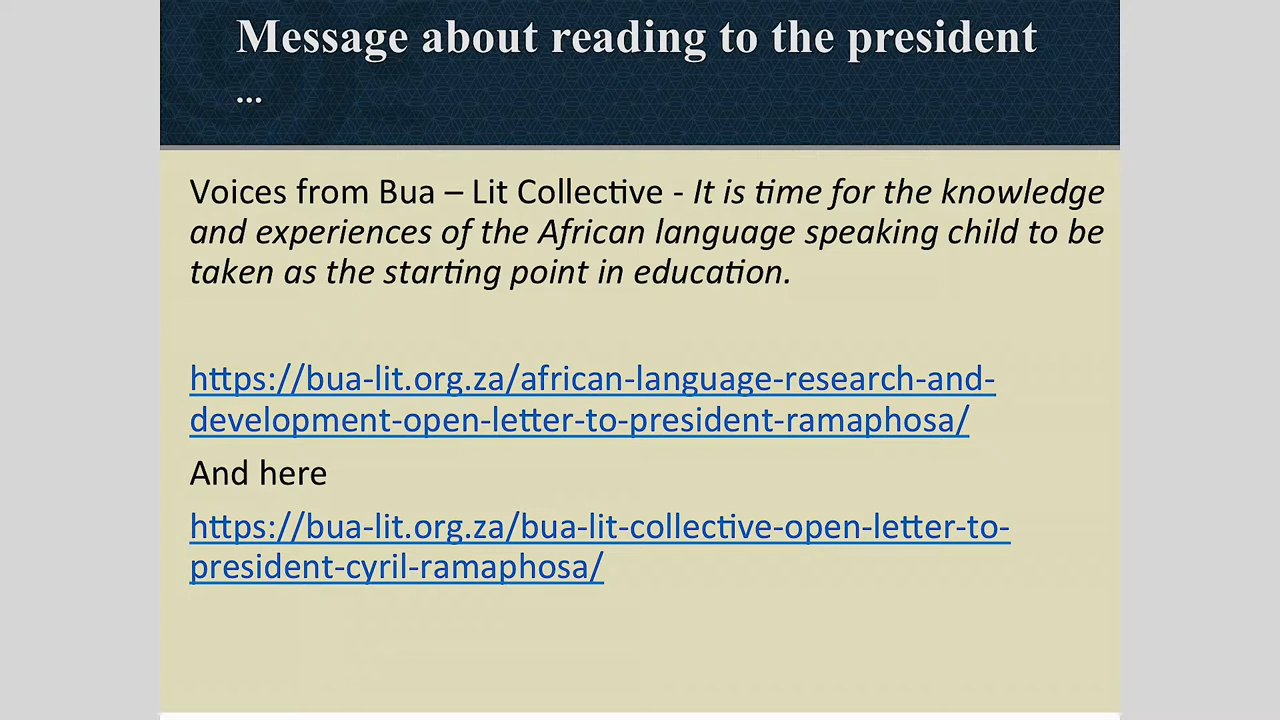 Message about reading to the president
...
Voices from Bua – Lit Collective - It is time for the knowledge
and experiences of the African language speaking child to be
taken as the starting point in education.
https://bua-lit.org.za/african-language-research-and-
development-open-letter-to-president-ramaphosa/
And here
https://bua-lit.org.za/bua-lit-collective-open-letter-to-
president-cyril-ramaphosa/